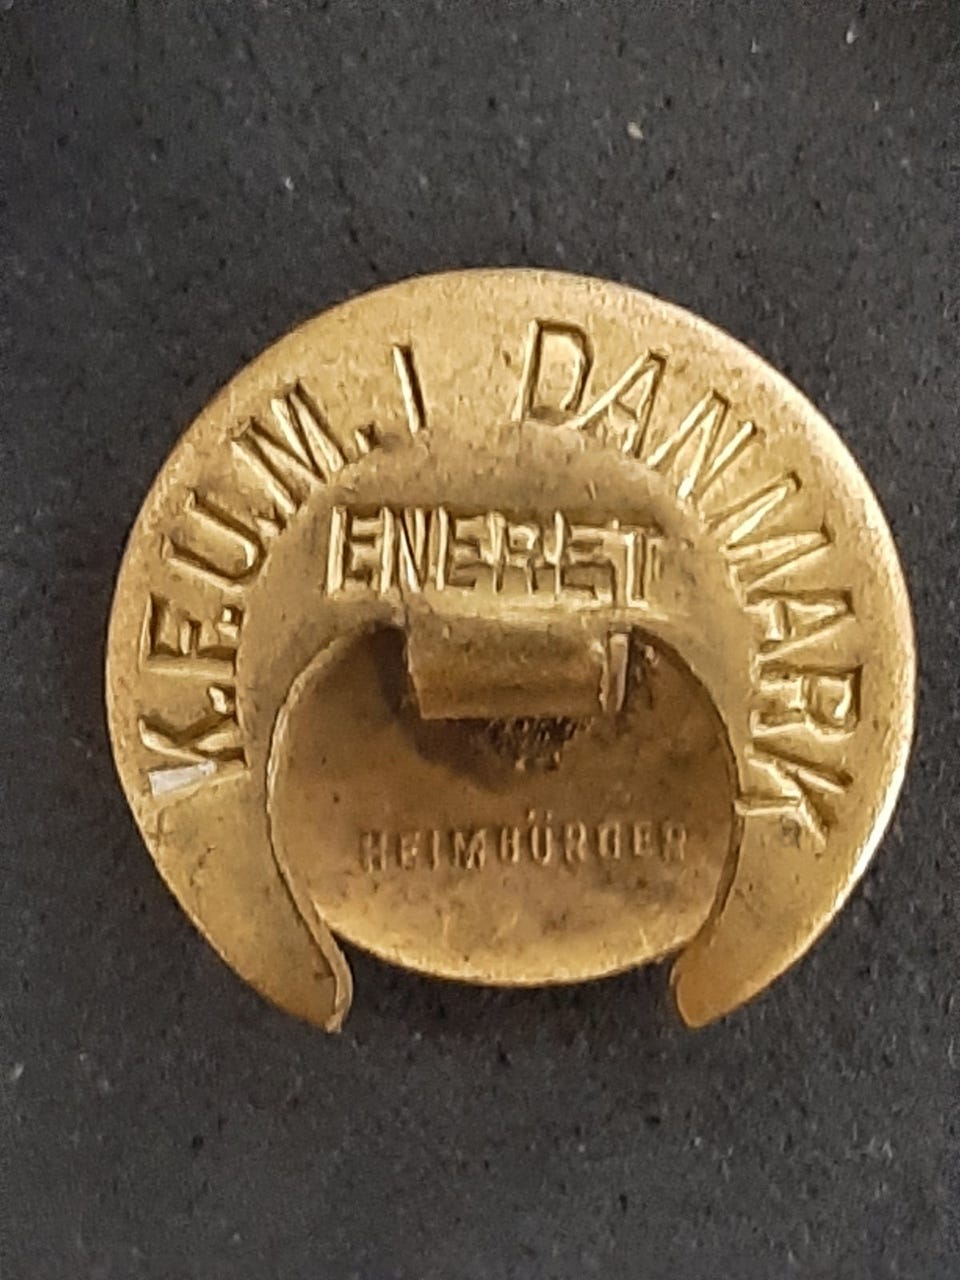 K.F.U.M. I DANMARK
ENERET
HEIMBÜRGER